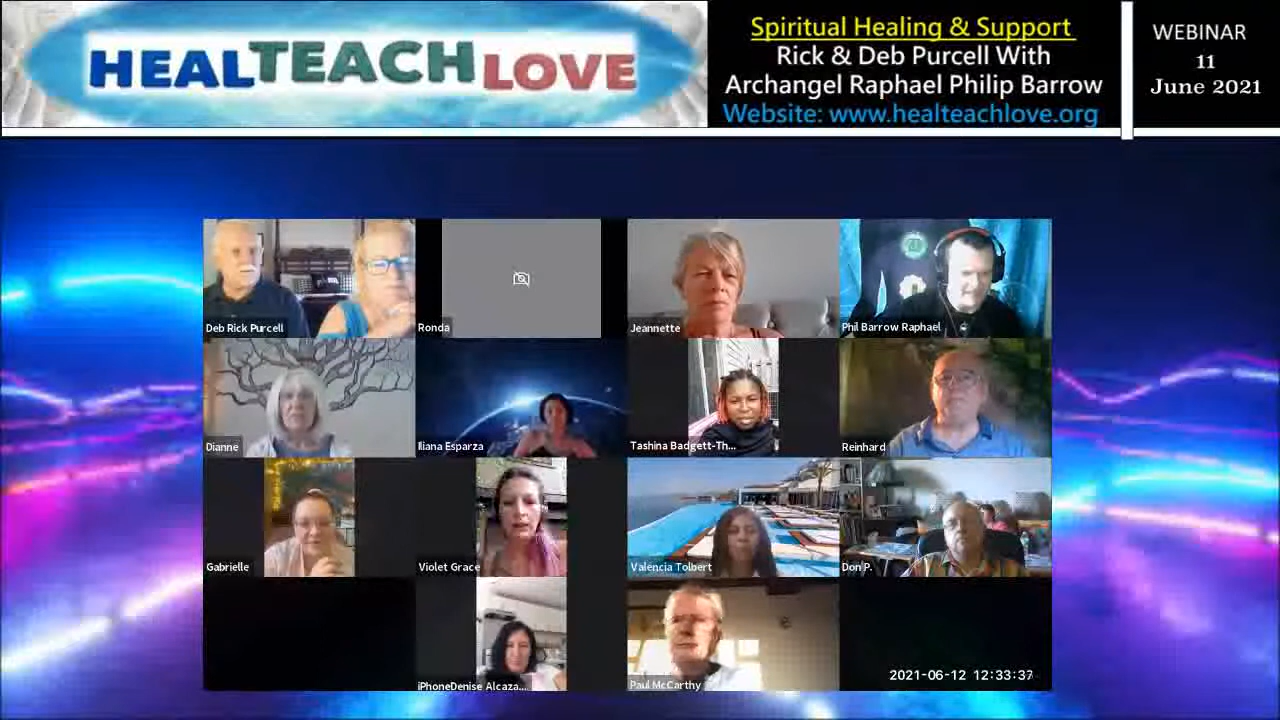 HEALTEACHLOVE
Spiritual Healing & Support
Rick & Deb Purcell With
Archangel Raphael Philip Barrow
Website: www.healteachlove.org
WEBINAR
11
June 2021
Deb Rick Purcell
Ronda
Jeannette
Phil Barrow Raphael
Dianne
Iliana Esparza
Tashina Badgett-Th...
Reinhard
Gabrielle
Violet Grace
Valencia Tolbert
Don P.
iPhoneDenise Alcaza...
Paul McCarthy
2021-06-12 12:33:37